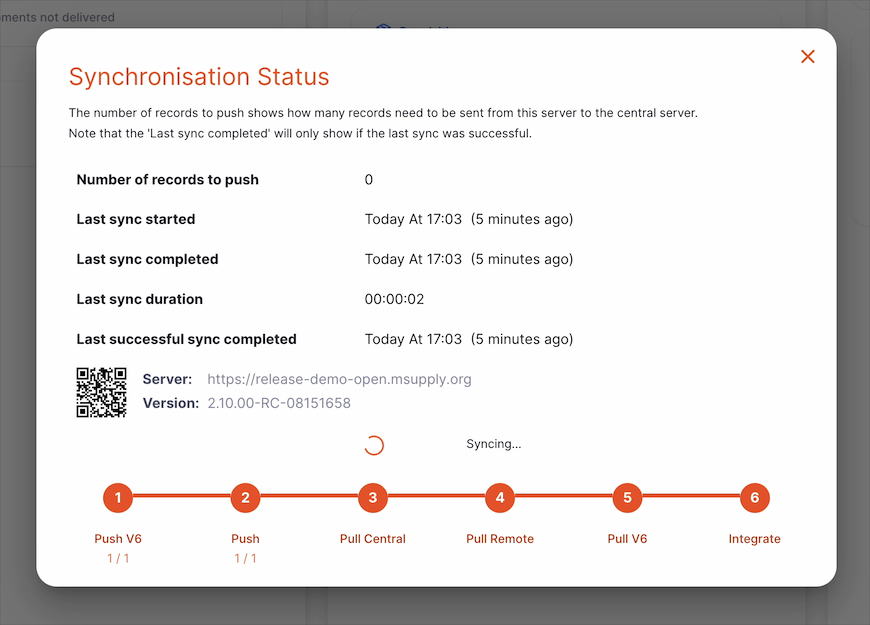 ments not delivered
Synchronisation Status
The number of records to push shows how many records need to be sent from this server to the central server.
Note that the 'Last sync completed' will only show if the last sync was successful.
Number of records to push 0
Last sync started Today At 17:03 (5 minutes ago)
Last sync completed Today At 17:03 (5 minutes ago)
Last sync duration 00:00:02
Last successful sync completed Today At 17:03 (5 minutes ago)
Server: https://release-demo-open.msupply.org
Version: 2.10.00-RC-08151658
Syncing...
1 2 3 4 5 6
Push V6 Push Pull Central Pull Remote Pull V6 Integrate
1 / 1 1 / 1